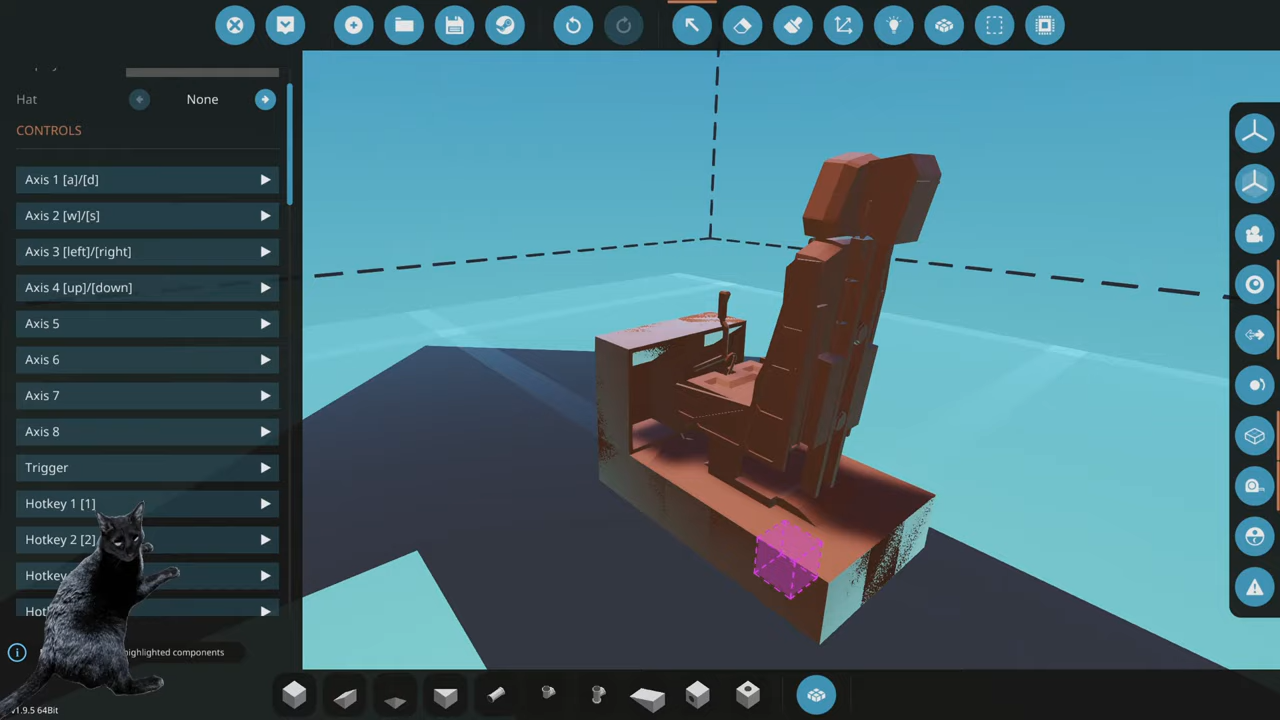 Hat
None
CONTROLS
Axis 1 [a]/[d]
Axis 2 [w]/[s]
Axis 3 [left]/[right]
Axis 4 [up]/[down]
Axis 5
Axis 6
Axis 7
Axis 8
Trigger
Hotkey 1 [1]
Hotkey 2 [2]
Hotkey
highlighted components
v1.9.5 64Bit